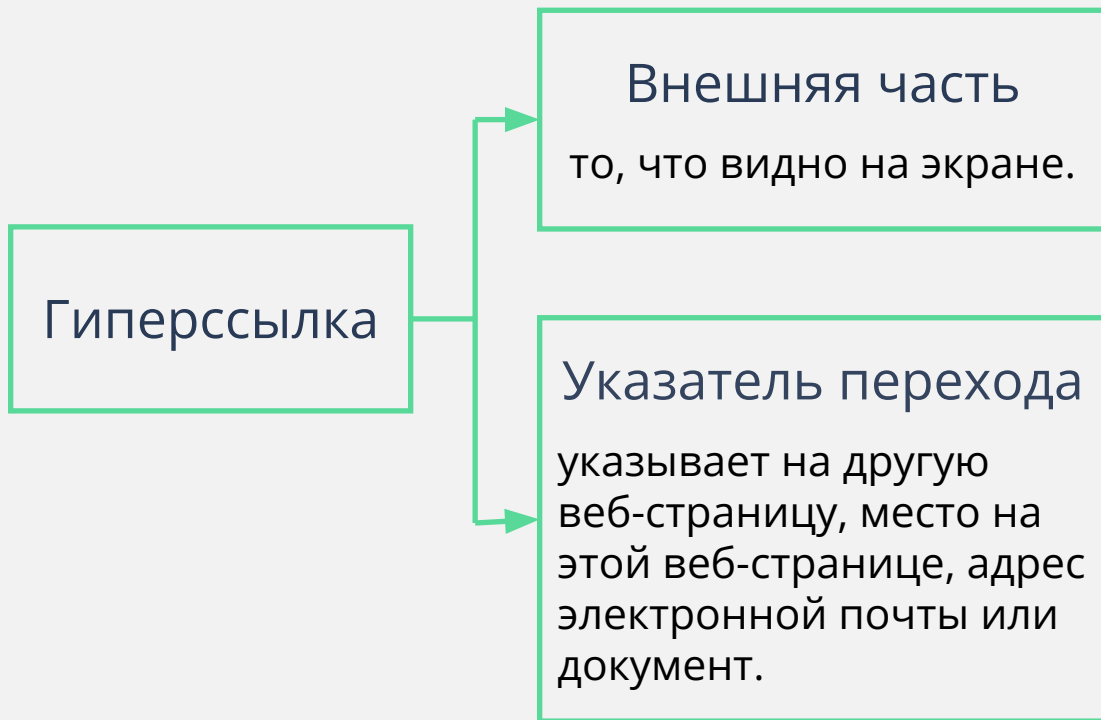 Внешняя часть
то, что видно на экране.
Гиперссылка
Указатель перехода
указывает на другую
веб-страницу, место на
этой веб-странице, адрес
электронной почты или
документ.